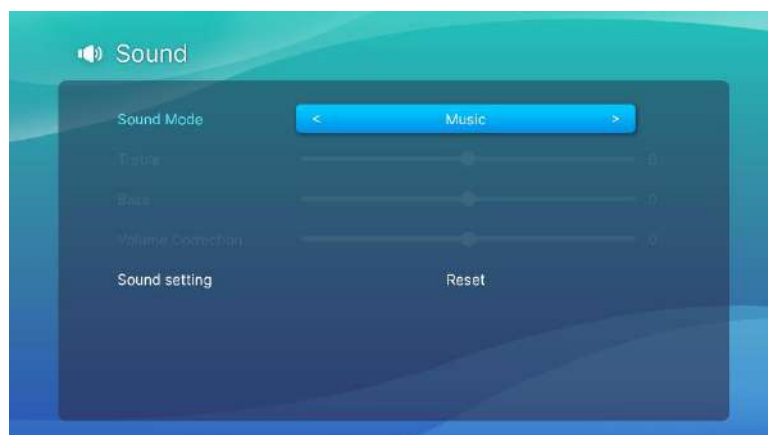 Sound
Sound Mode < Music >
Treble 0
Bass 0
Volume Correction 0
Sound setting Reset